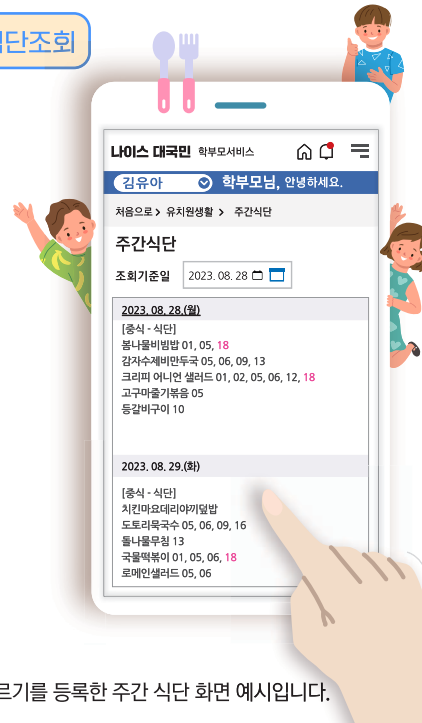 식단조회
나이스 대국민 학부모서비스
김유아 학부모님, 안녕하세요.
처음으로 > 유치원생활 > 주간식단
주간식단
조회기준일 2023. 08. 28
2023. 08. 28.(월)
[중식 - 식단]
봄나물비빔밥 01, 05, 18
감자수제비만두국 05, 06, 09, 13
크리피 어니언 샐러드 01, 02, 05, 06, 12, 18
고구마줄기볶음 05
등갈비구이 10
2023. 08. 29.(화)
[중식 - 식단]
치킨마요데리야끼덮밥
도토리묵국수 05, 06, 09, 16
돌나물무침 13
국물떡볶이 01, 05, 06, 18
로메인샐러드 05, 06
르기를 등록한 주간 식단 화면 예시입니다.